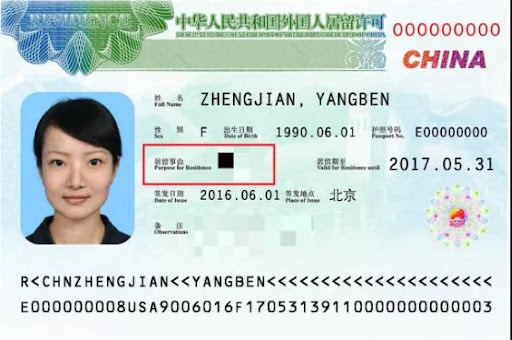 RESIDENCE
中华人民共和国外国人居留许可
000000000
CHINA
姓名 Full Name ZHENGJIAN, YANGBEN
性别 Sex F 出生日期 Date of Birth 1990.06.01 护照号码 Passport No. E00000000
居留事由 Purpose for Residence 居留期至 Valid for Residence until 2017.05.31
签发日期 Date of Issue 2016.06.01 签发地点 Place of Issue 北京
备注 Observations
R<CHNZHENGJIAN<<YANGBEN<<<<<<<<<<<<<<<<<<<<<
E000000008USA9006016F17053139110000000000003